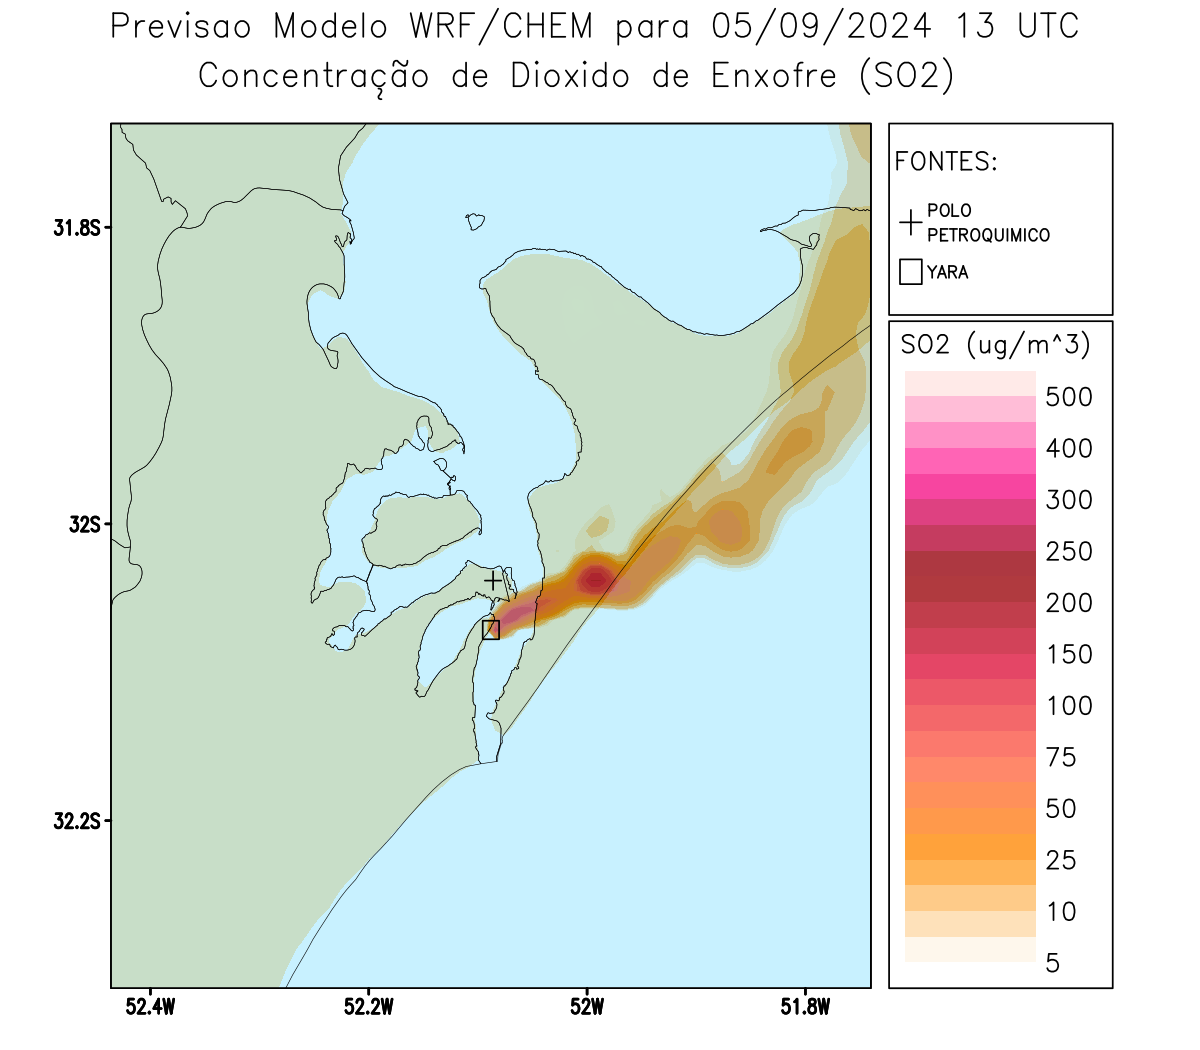 Previsao Modelo WRF/CHEM para 05/09/2024 13 UTC
Concentração de Dioxido de Enxofre (SO2)
FONTES:
POLO
PETROQUIMICO
YARA
SO2 (ug/m^3)
500
400
300
250
200
150
100
75
50
25
10
5
31.8S
32S
32.2S
52.4W
52.2W
52W
51.8W